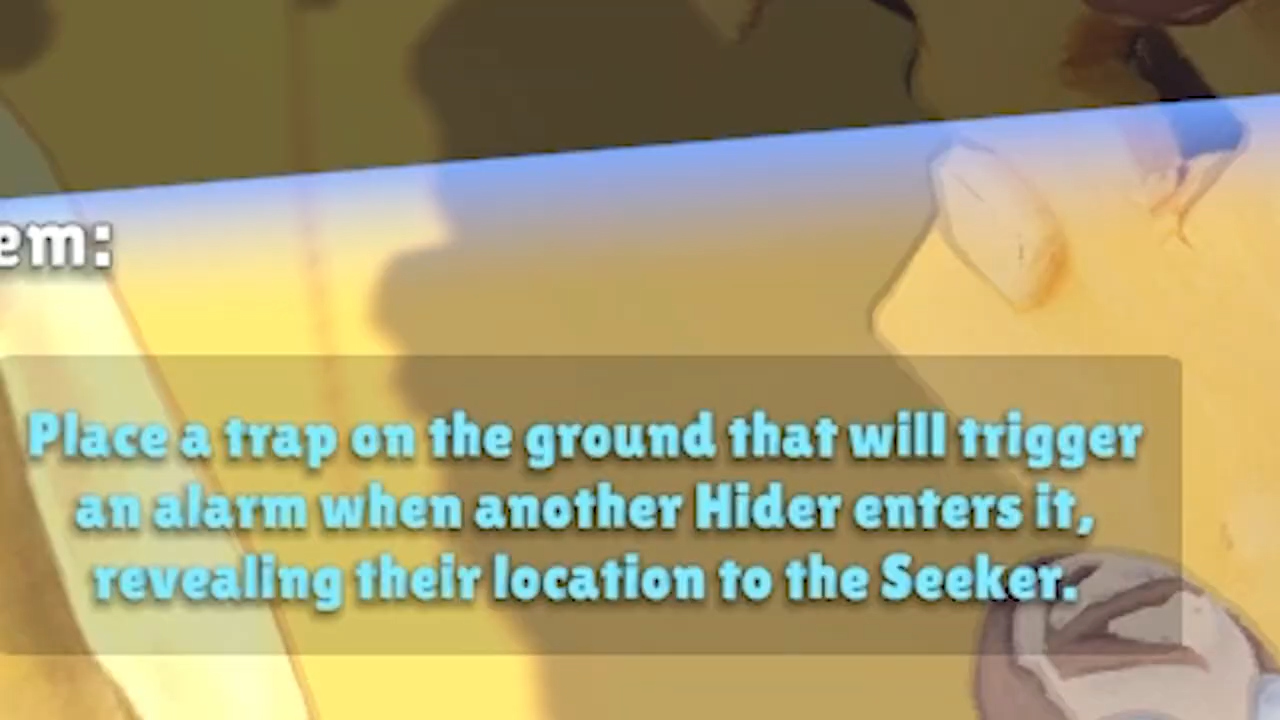 em:
Place a trap on the ground that will trigger
an alarm when another Hider enters it,
revealing their location to the Seeker.